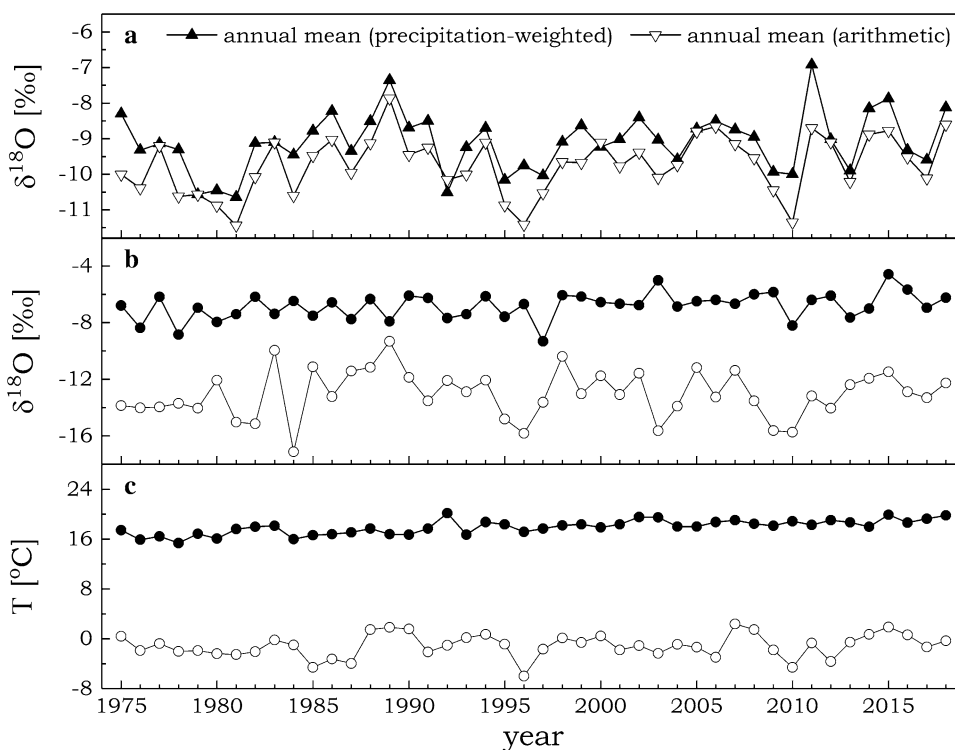 a annual mean (precipitation-weighted) annual mean (arithmetic)
δ¹⁸O [‰]
-6
-7
-8
-9
-10
-11
b
δ¹⁸O [‰]
-4
-8
-12
-16
c
T [ºC]
24
16
8
0
-8
1975 1980 1985 1990 1995 2000 2005 2010 2015
year